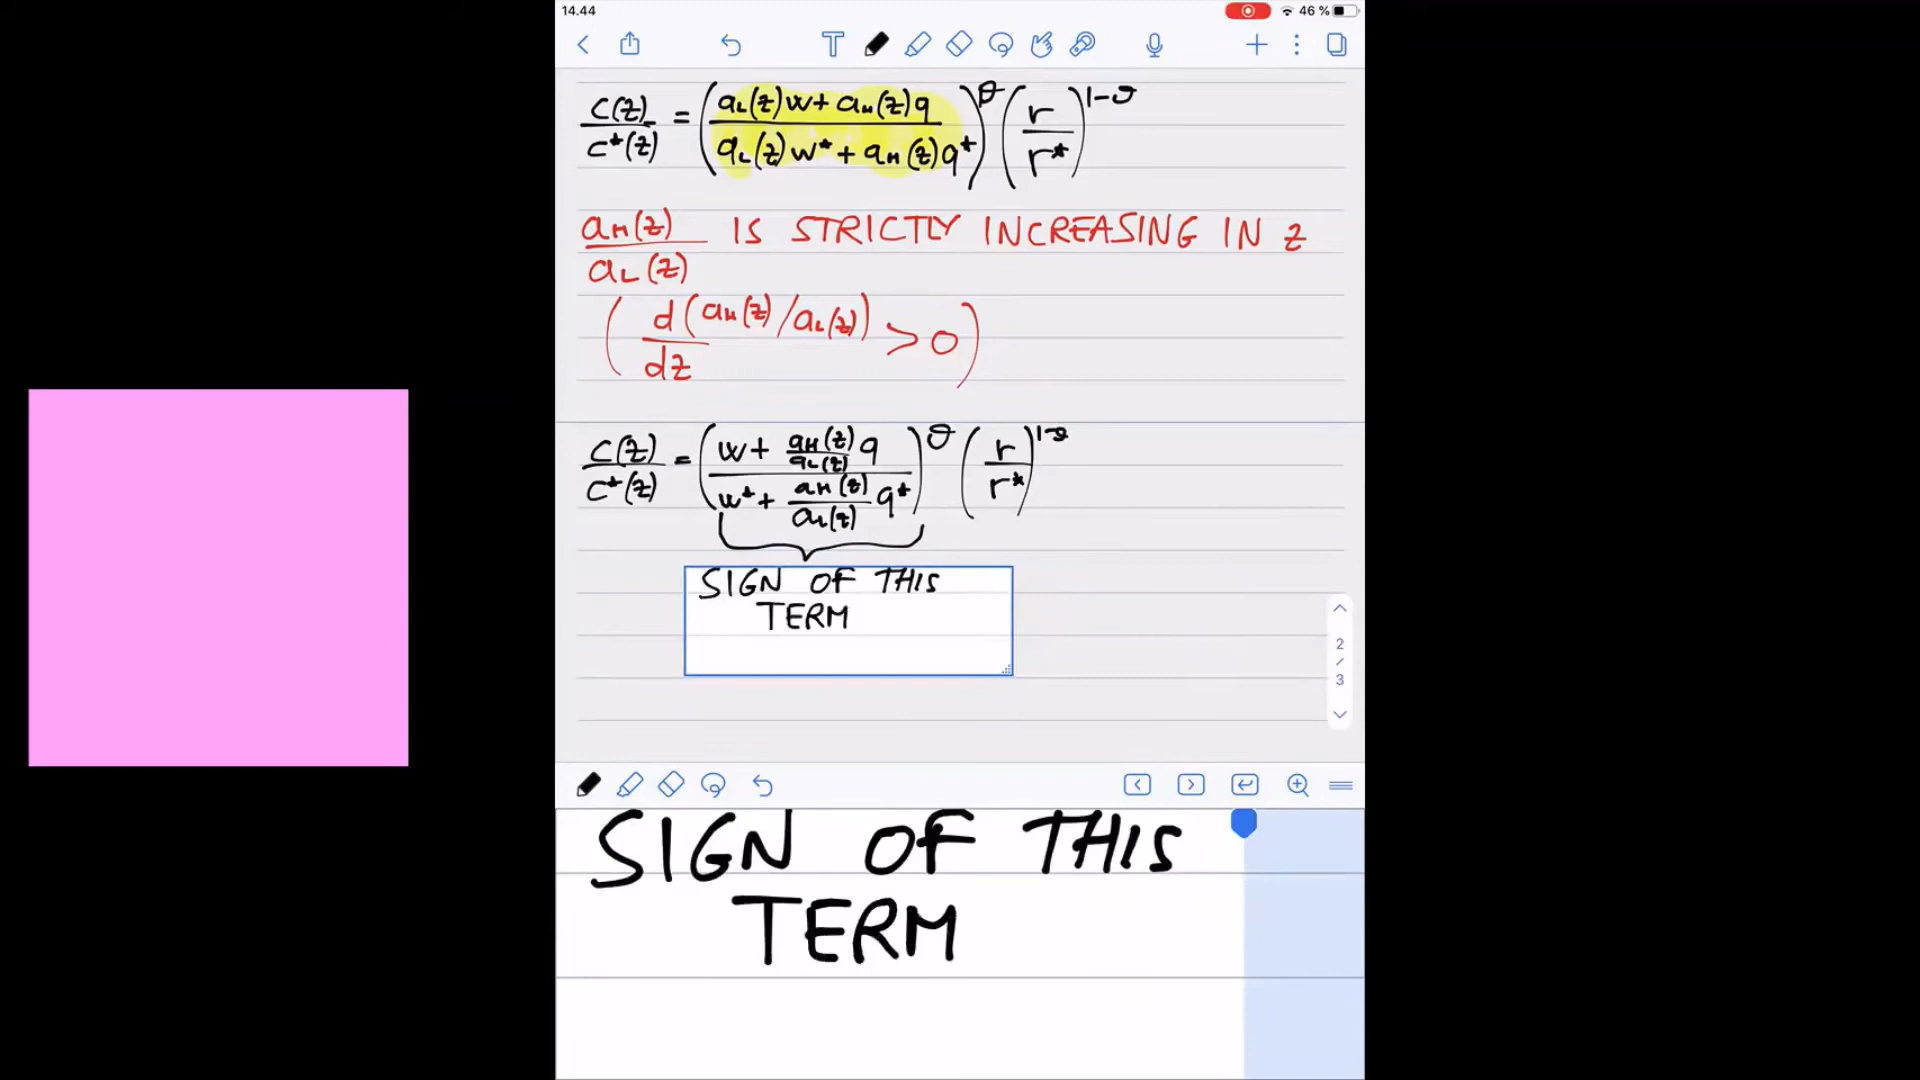 14.44
46 %
C(z)/C*(z) = ((aL(z)w + aH(z)q)/(aL(z)w* + aH(z)q*))^θ (r/r*)^1-θ
aH(z)/aL(z) IS STRICTLY INCREASING IN z
(d(aH(z)/aL(z))/dz > 0)
C(z)/C*(z) = ((w + aH(z)/aL(z) q)/(w* + aH(z)/aL(z) q*))^θ (r/r*)^1-θ
SIGN OF THIS
TERM
2
/
3
SIGN OF THIS
TERM